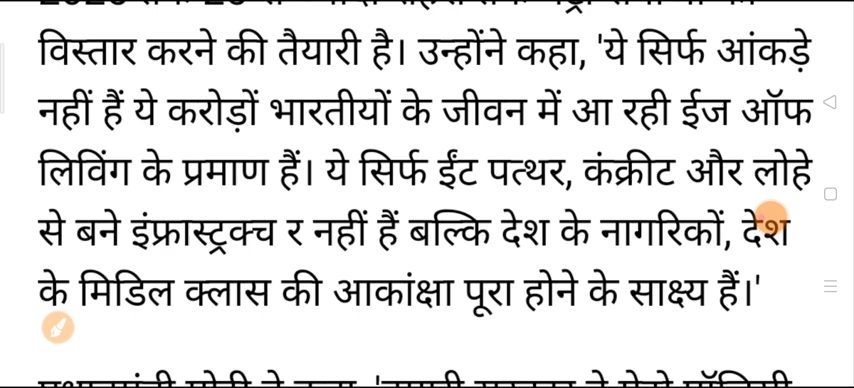 विस्तार करने की तैयारी है। उन्होंने कहा, 'ये सिर्फ आंकड़े
नहीं हैं ये करोड़ों भारतीयों के जीवन में आ रही ईज ऑफ
लिविंग के प्रमाण हैं। ये सिर्फ ईंट पत्थर, कंक्रीट और लोहे
से बने इंफ्रास्ट्रक्च र नहीं हैं बल्कि देश के नागरिकों, देश
के मिडिल क्लास की आकांक्षा पूरा होने के साक्ष्य हैं।'